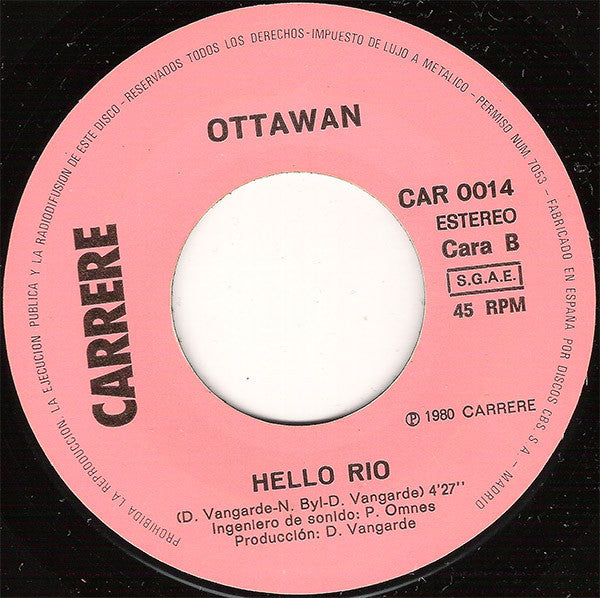 PROHIBIDA LA REPRODUCCION, LA EJECUCION PUBLICA Y LA RADIODIFUSION DE ESTE DISCO - RESERVADOS TODOS LOS DERECHOS - IMPUESTO DE LUJO A METALICO - PERMISO NUM. 7053 - FABRICADO EN ESPAÑA POR DISCOS CBS, S. A. - MADRID
OTTAWAN
CARRERE
CAR 0014
ESTEREO
Cara B
S.G.A.E.
45 RPM
Ⓟ 1980 CARRERE
HELLO RIO
(D. Vangarde-N. Byl-D. Vangarde) 4'27''
Ingeniero de sonido: P. Omnes
Producción: D. Vangarde